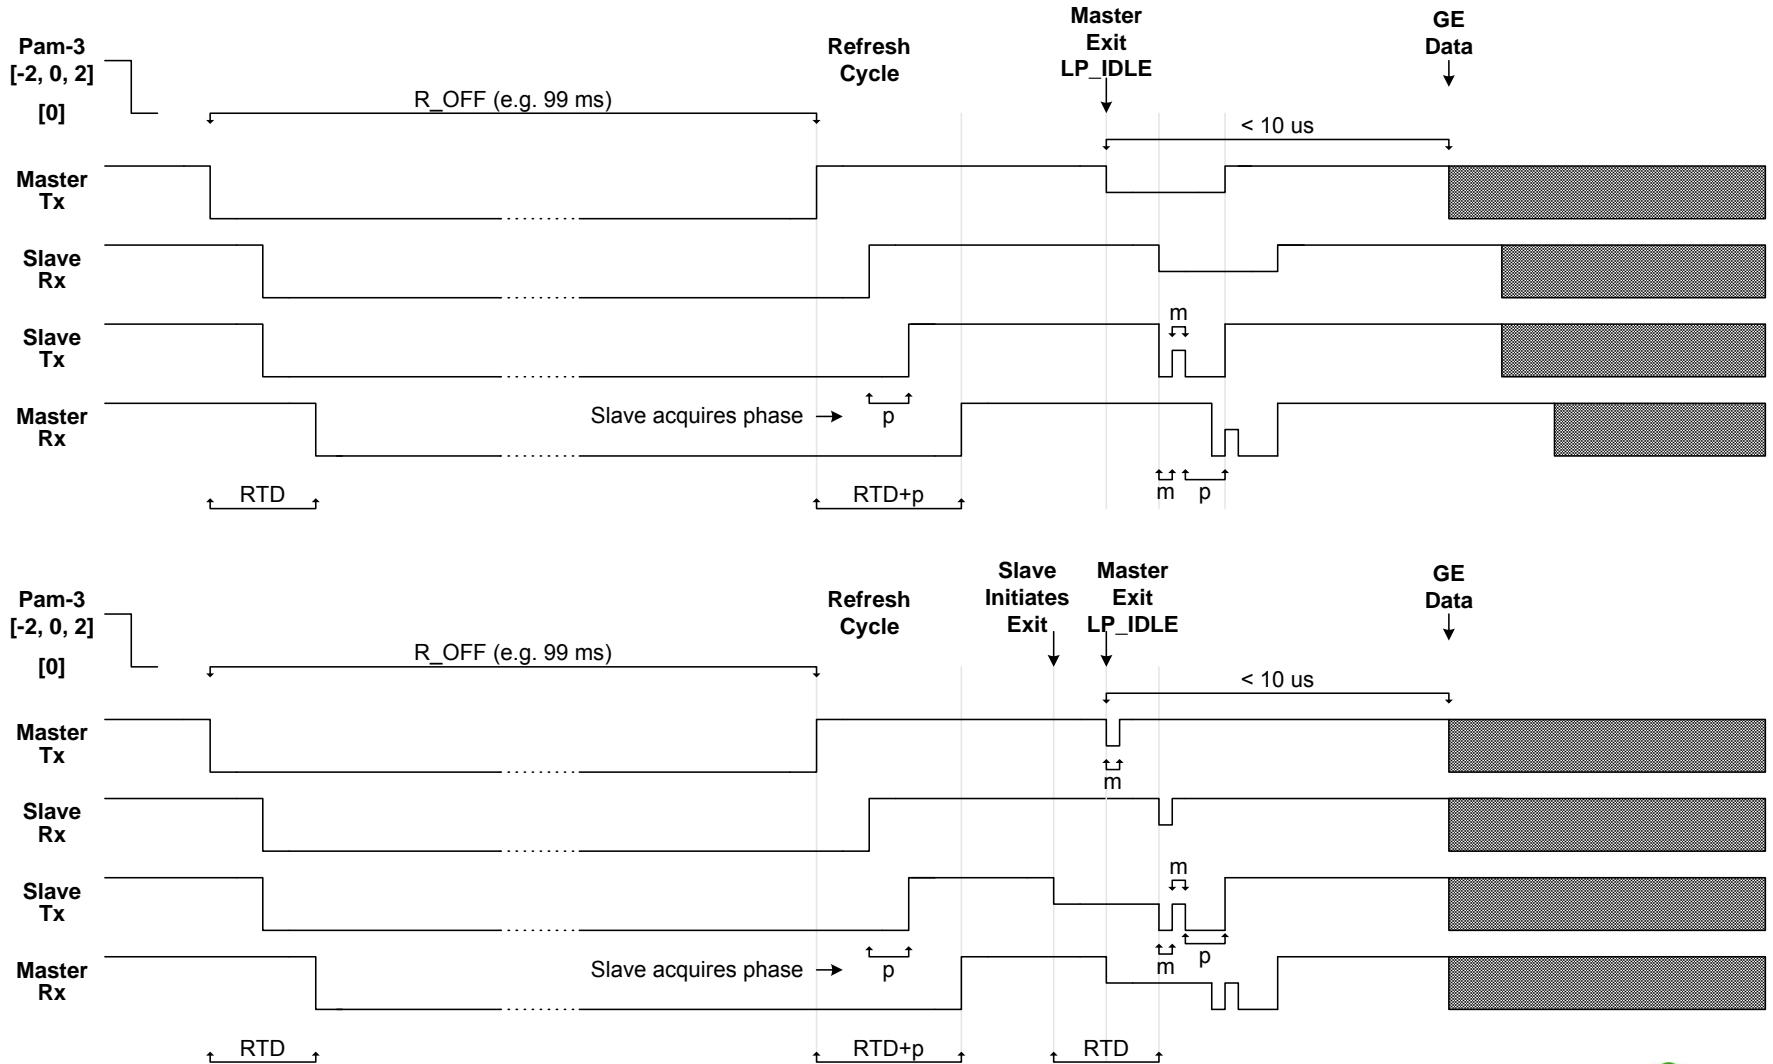 Master
Exit
LP_IDLE
GE
Data
Pam-3
[-2, 0, 2]
[0]
Refresh
Cycle
R_OFF (e.g. 99 ms)
< 10 us
Master
Tx
Slave
Rx
m
Slave
Tx
Master
Rx
Slave acquires phase
p
m
p
RTD
RTD+p
Slave
Initiates
Exit
Master
Exit
LP_IDLE
GE
Data
Pam-3
[-2, 0, 2]
[0]
Refresh
Cycle
R_OFF (e.g. 99 ms)
< 10 us
Master
Tx
m
Slave
Rx
m
Slave
Tx
m
p
Master
Rx
Slave acquires phase
p
RTD
RTD+p
RTD